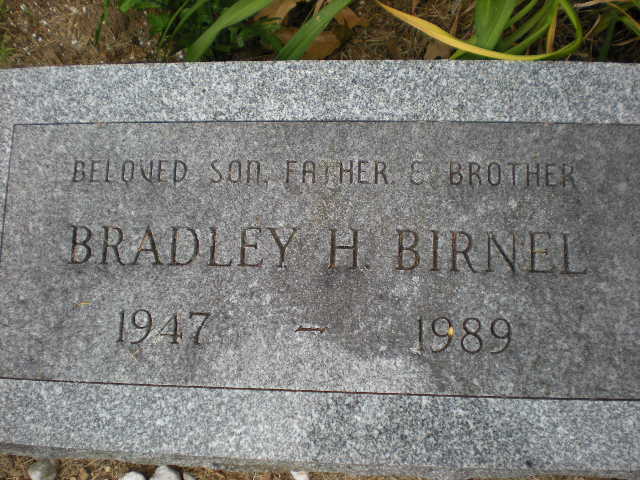 BELOVED SON, FATHER & BROTHER
BRADLEY H. BIRNEL
1947 - 1989